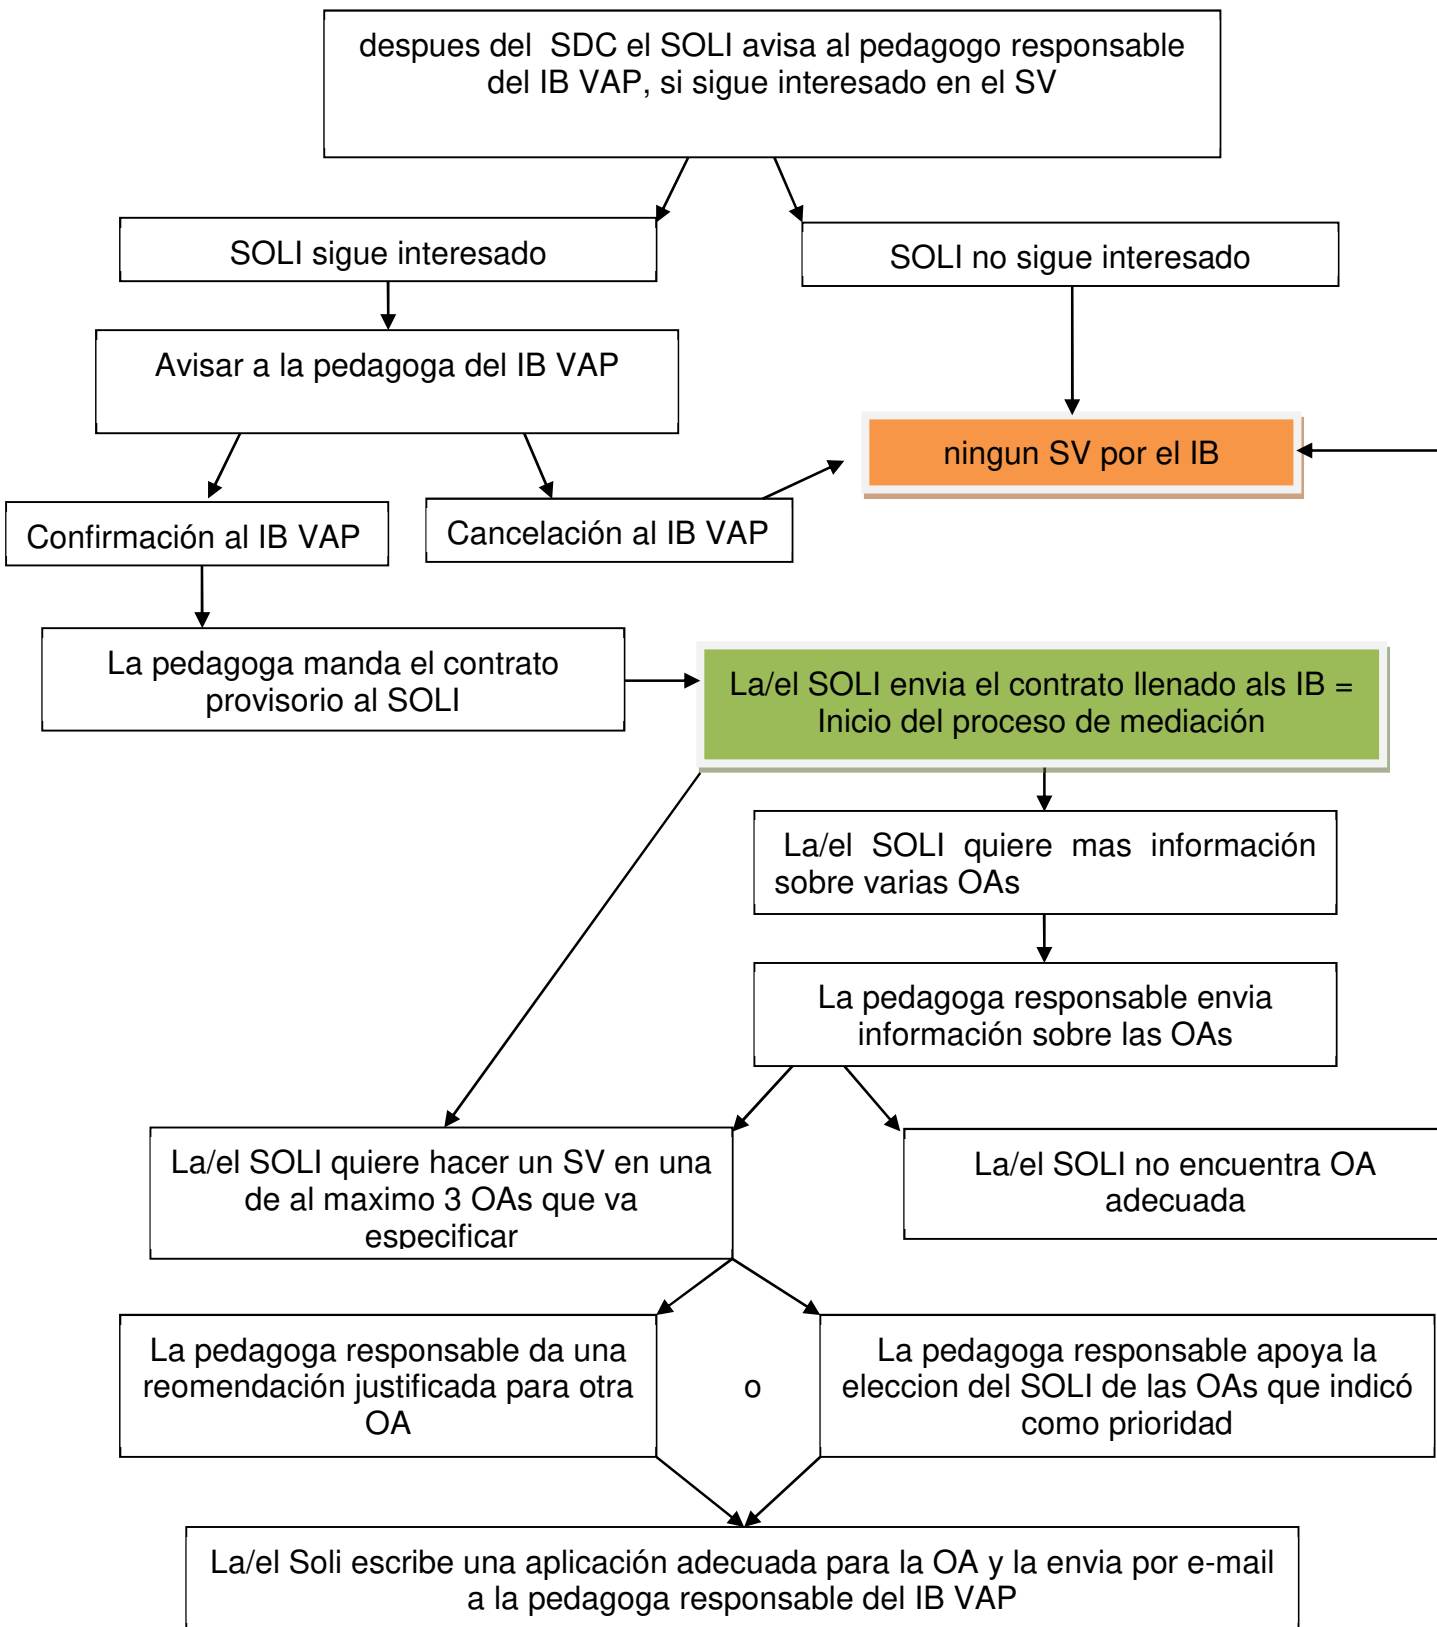 despues del SDC el SOLI avisa al pedagogo responsable
del IB VAP, si sigue interesado en el SV
SOLI sigue interesado
SOLI no sigue interesado
Avisar a la pedagoga del IB VAP
ningun SV por el IB
Confirmación al IB VAP
Cancelación al IB VAP
La pedagoga manda el contrato
provisorio al SOLI
La/el SOLI envia el contrato llenado als IB =
Inicio del proceso de mediación
La/el SOLI quiere mas información
sobre varias OAs
La pedagoga responsable envia
información sobre las OAs
La/el SOLI quiere hacer un SV en una
de al maximo 3 OAs que va
especificar
La/el SOLI no encuentra OA
adecuada
La pedagoga responsable da una
reomendación justificada para otra
OA
o
La pedagoga responsable apoya la
eleccion del SOLI de las OAs que indicó
como prioridad
La/el Soli escribe una aplicación adecuada para la OA y la envia por e-mail
a la pedagoga responsable del IB VAP